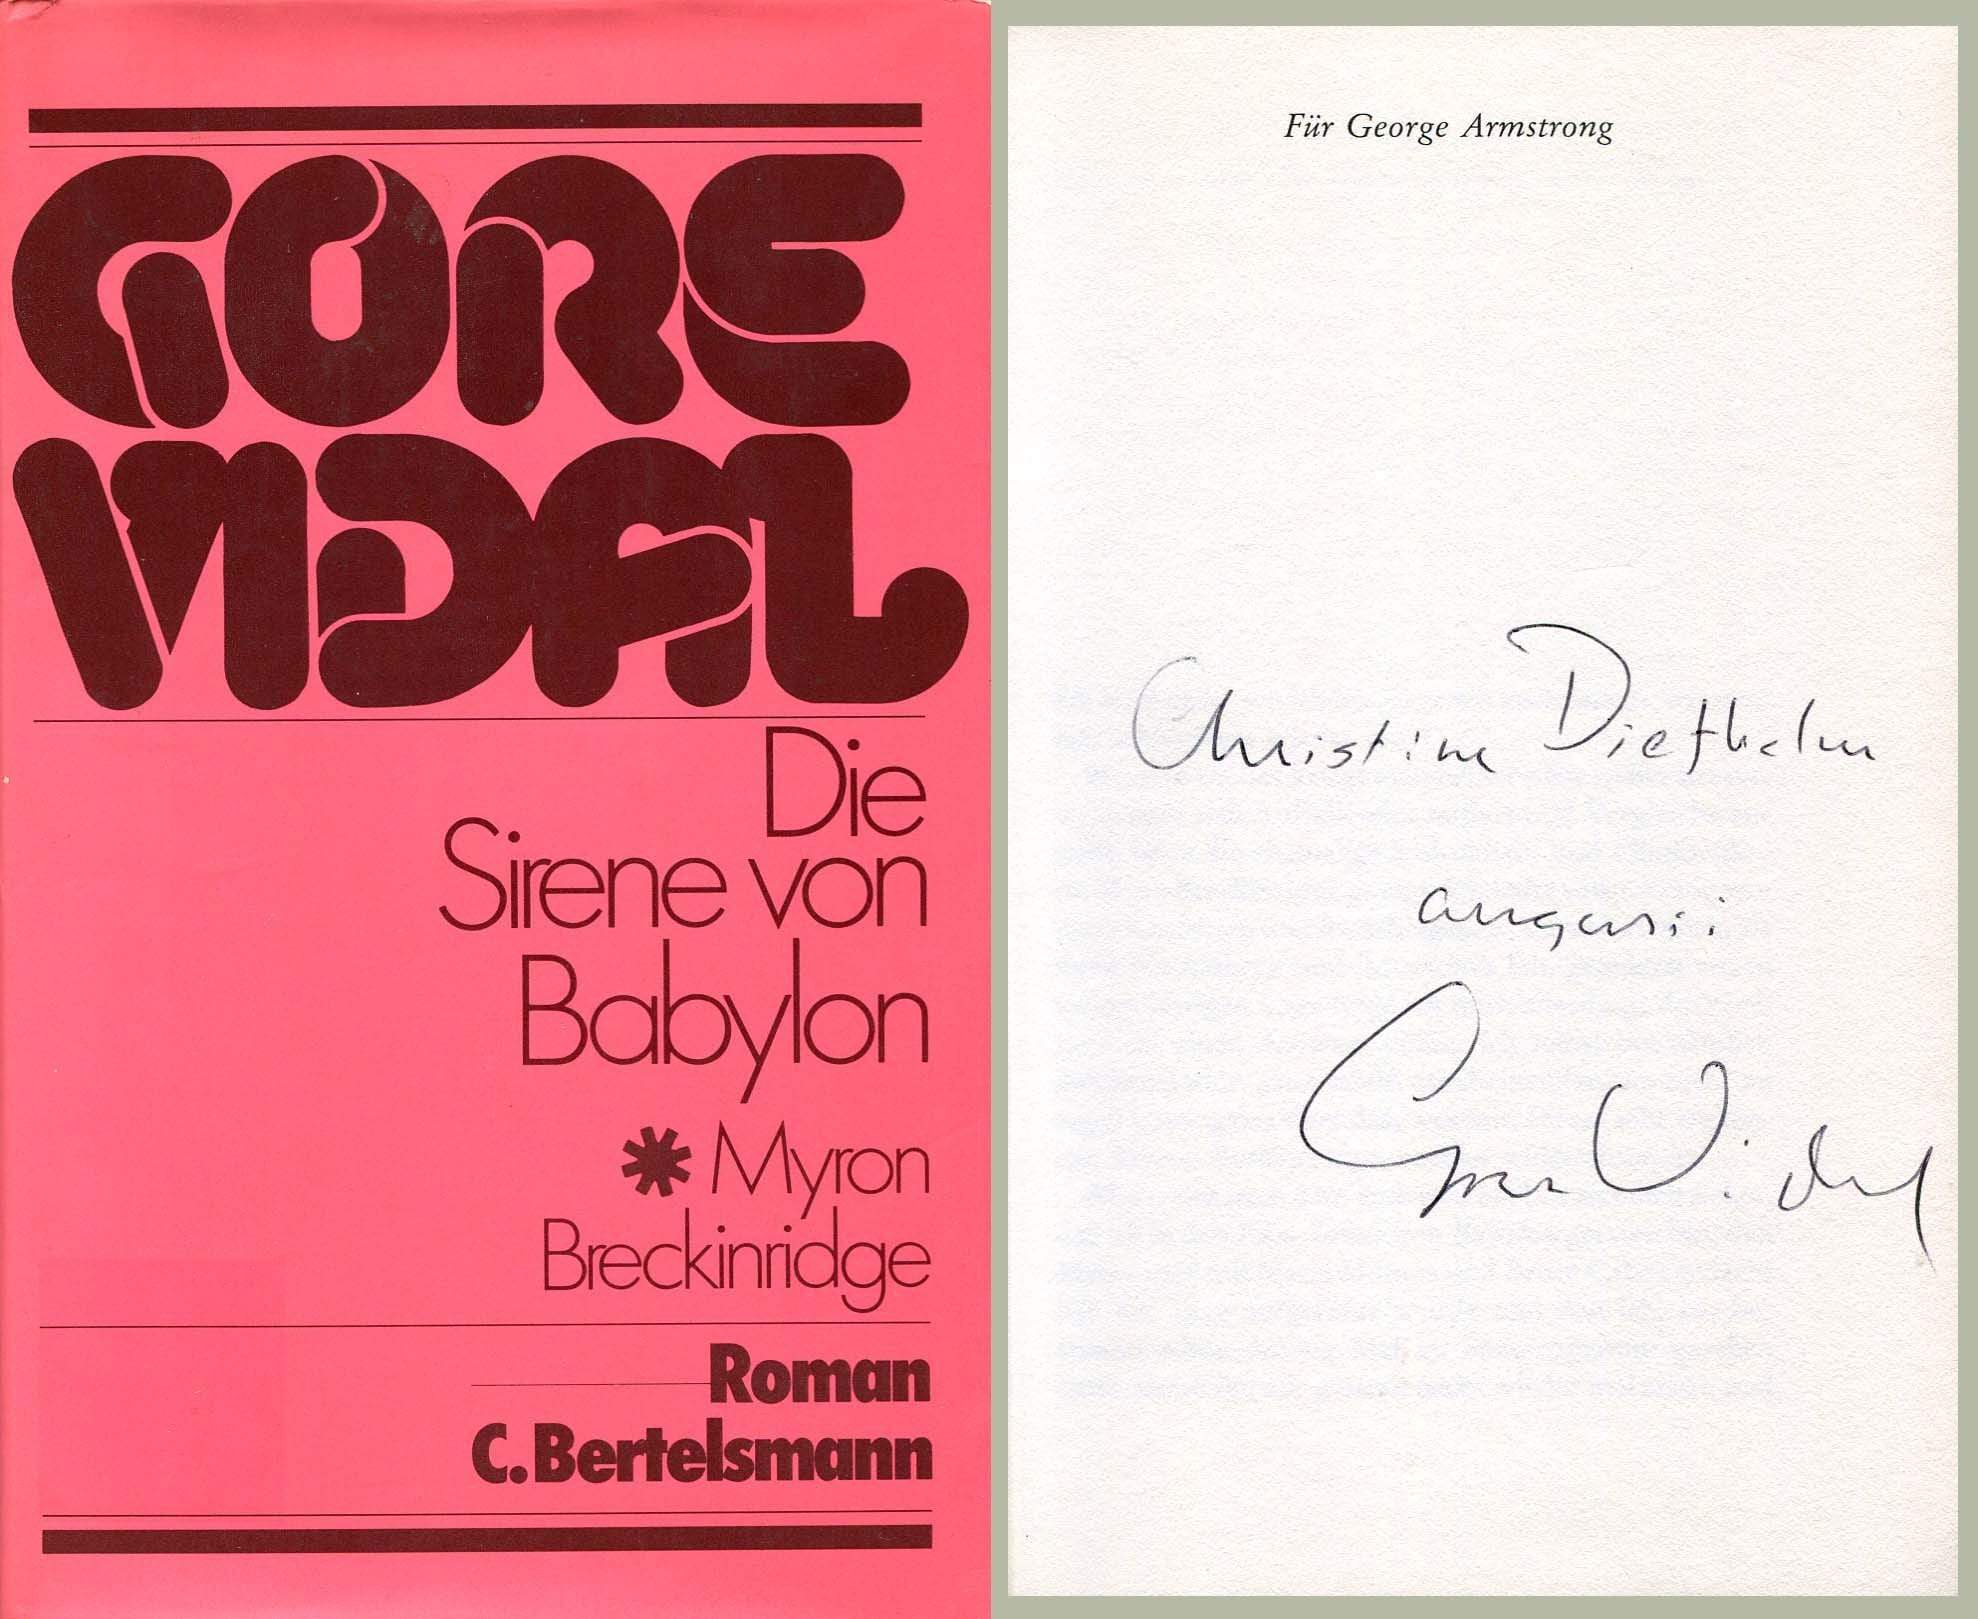 GORE
VIDAL
Die
Sirene von
Babylon
* Myron
Breckinridge
Roman
C. Bertelsmann
Für George Armstrong
Christine Diethelm
auguri:
Gore Vidal